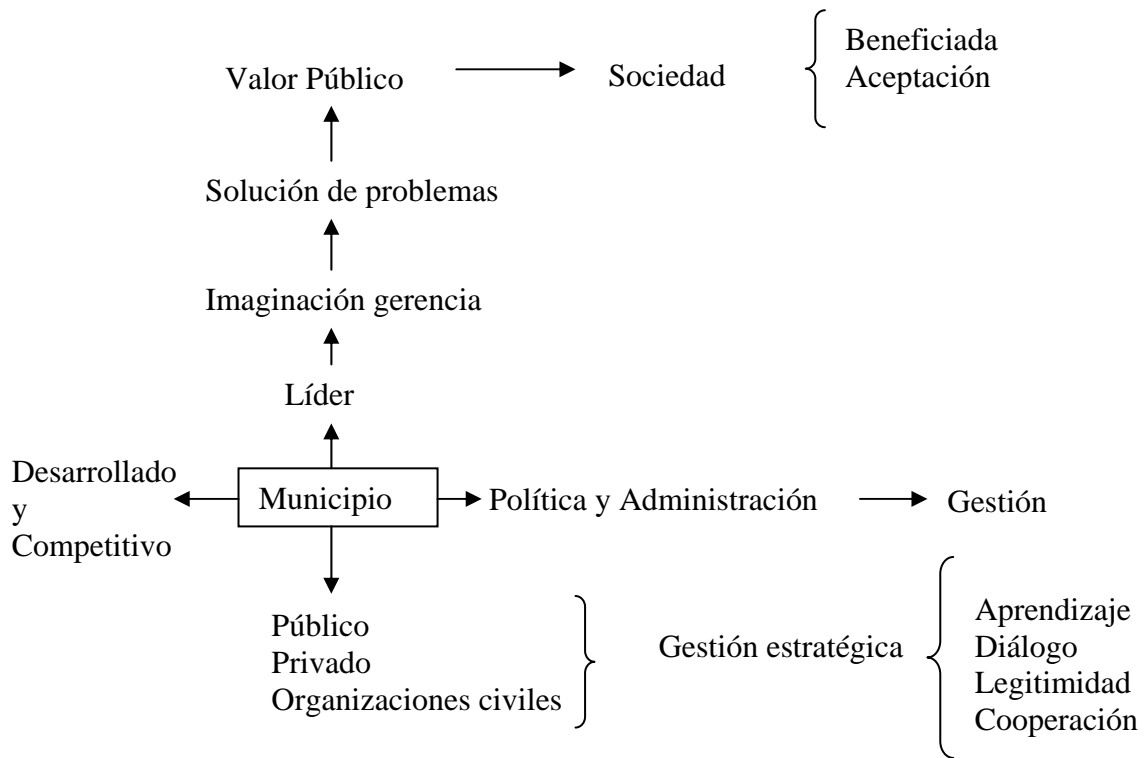 Beneficiada
Aceptación
Valor Público
Sociedad
Solución de problemas
Imaginación gerencia
Líder
Desarrollado
y
Competitivo
Municipio
Política y Administración
Gestión
Público
Privado
Organizaciones civiles
Gestión estratégica
Aprendizaje
Diálogo
Legitimidad
Cooperación